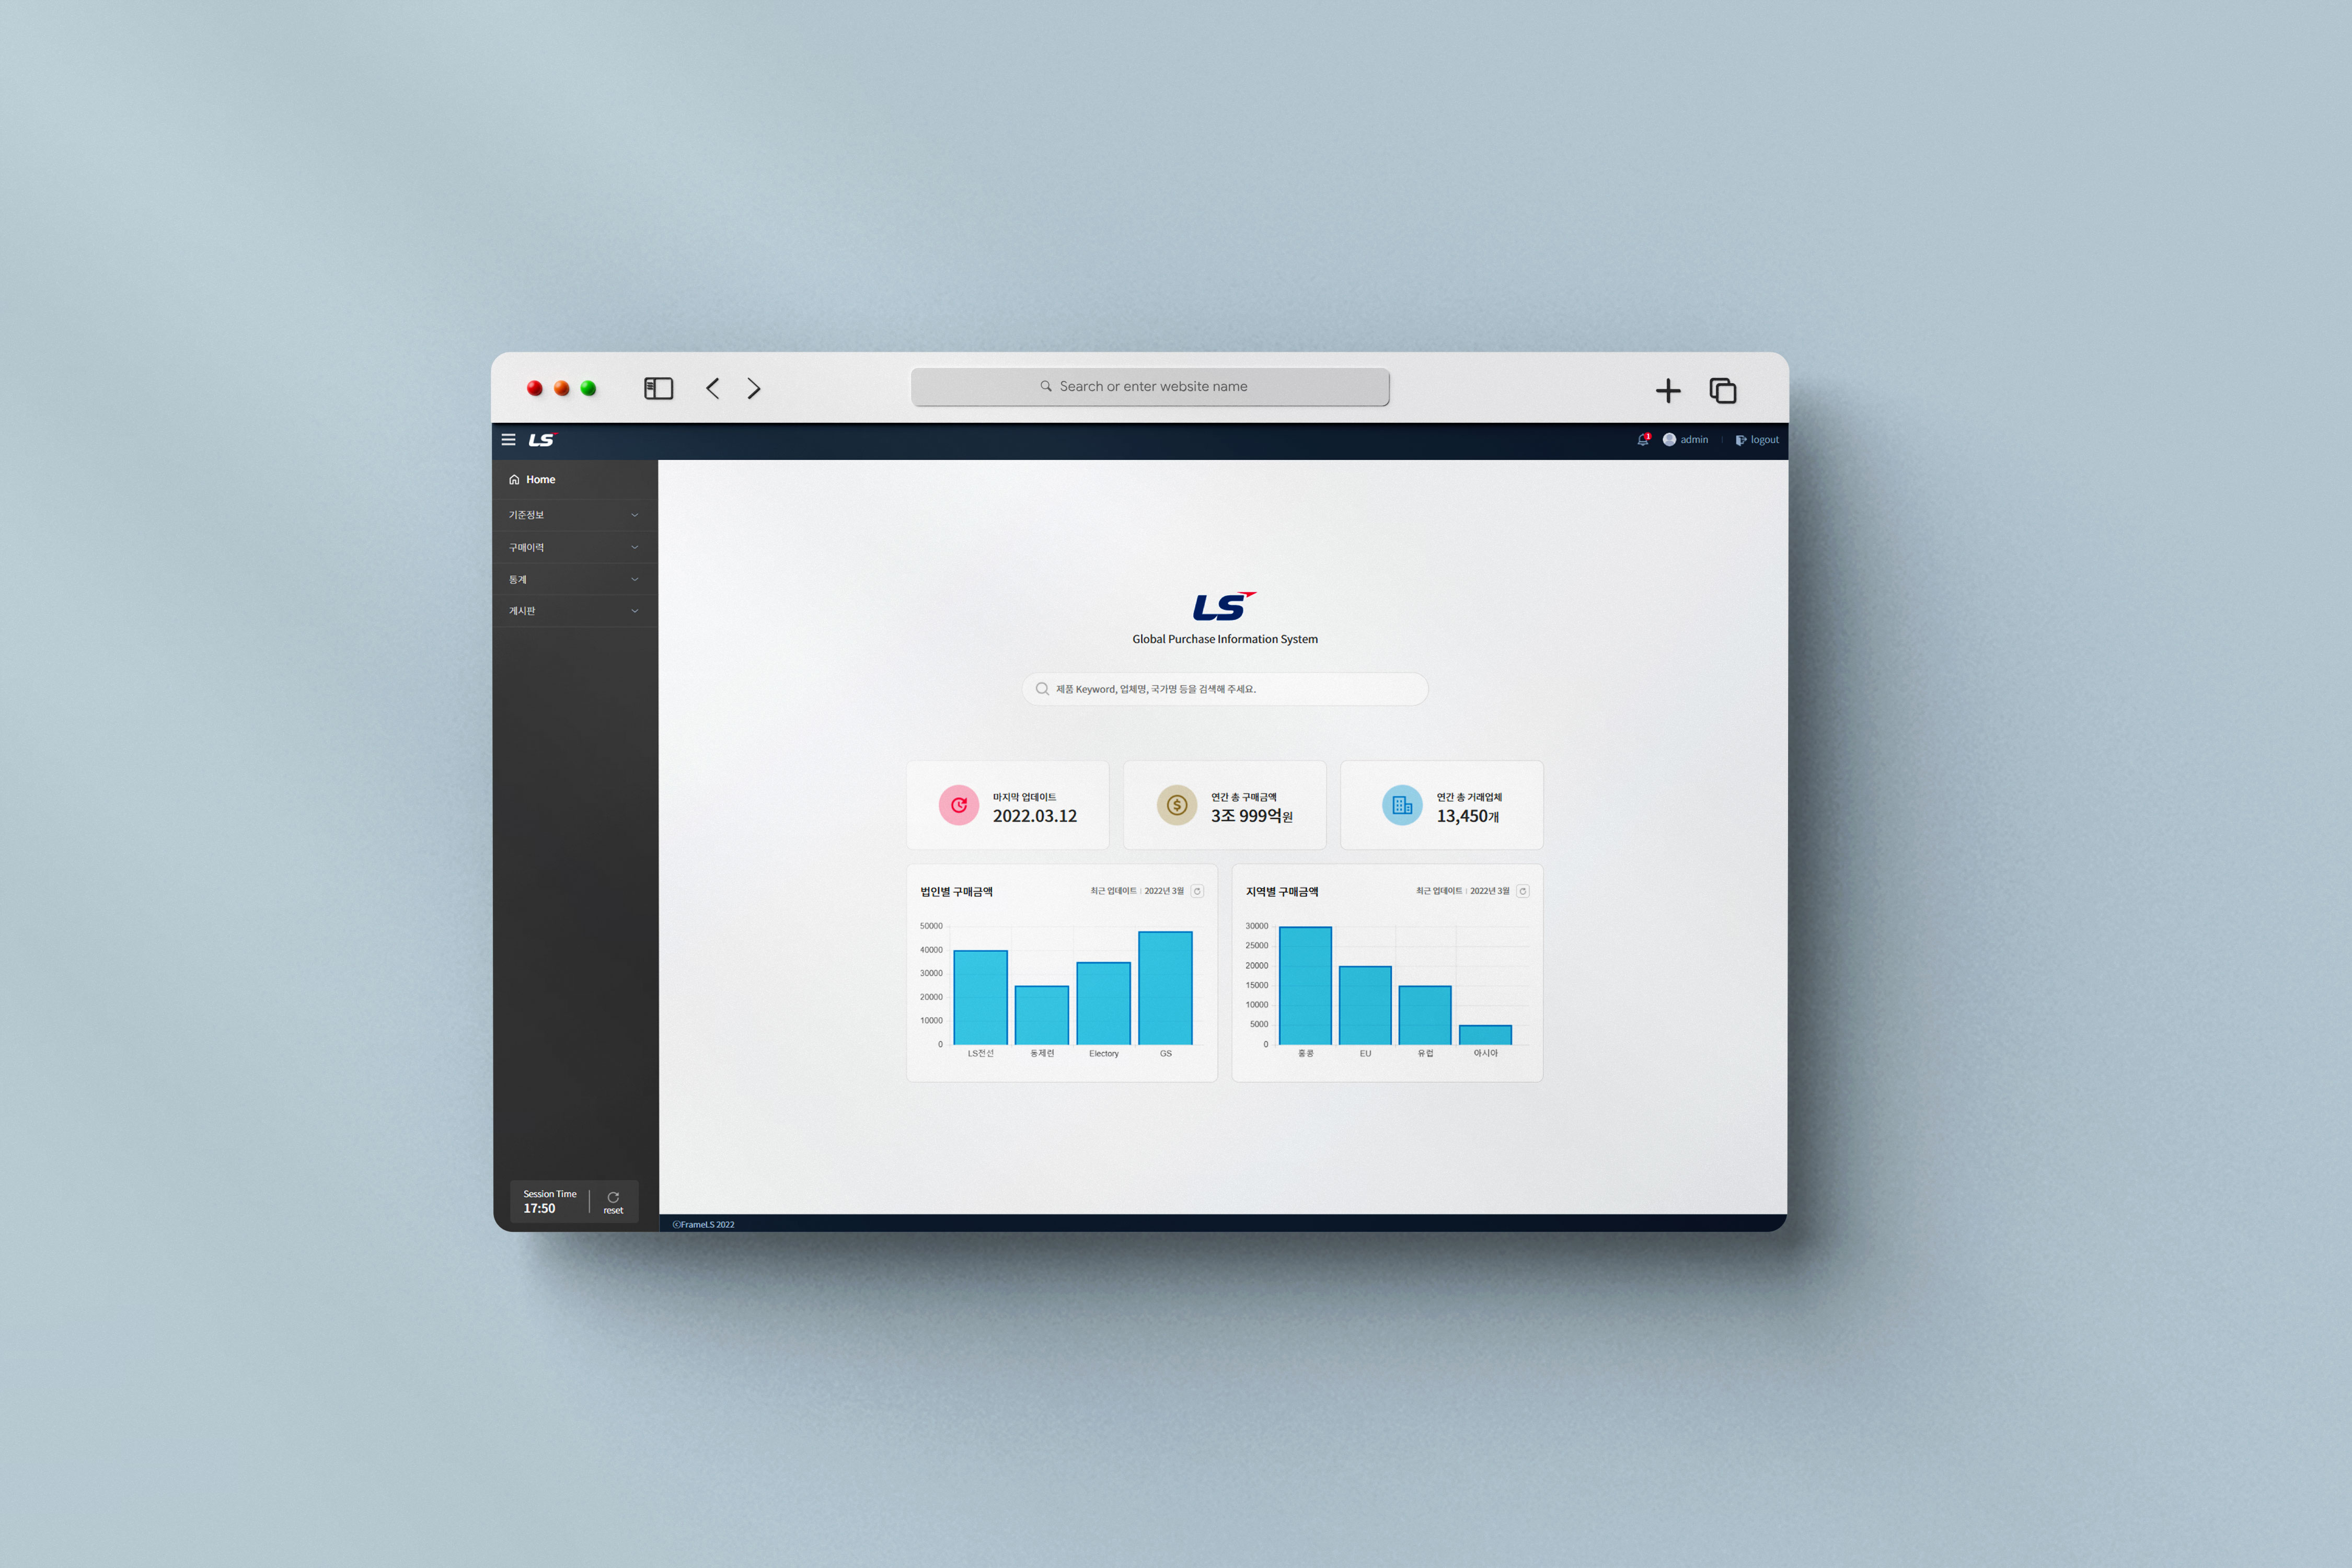 Search or enter website name
LS
1
admin
logout
Home
기준정보
구매이력
통계
게시판
LS
Global Purchase Information System
제품 Keyword, 업체명, 국가명 등을 검색해 주세요.
마지막 업데이트
2022.03.12
연간 총 구매금액
3조 999억원
연간 총 거래업체
13,450개
법인별 구매금액
최근 업데이트 | 2022년 3월
50000
40000
30000
20000
10000
0
LS전선
동제련
Electory
GS
지역별 구매금액
최근 업데이트 | 2022년 3월
30000
25000
20000
15000
10000
5000
0
홍콩
EU
유럽
아시아
Session Time
17:50
reset
©FrameLS 2022